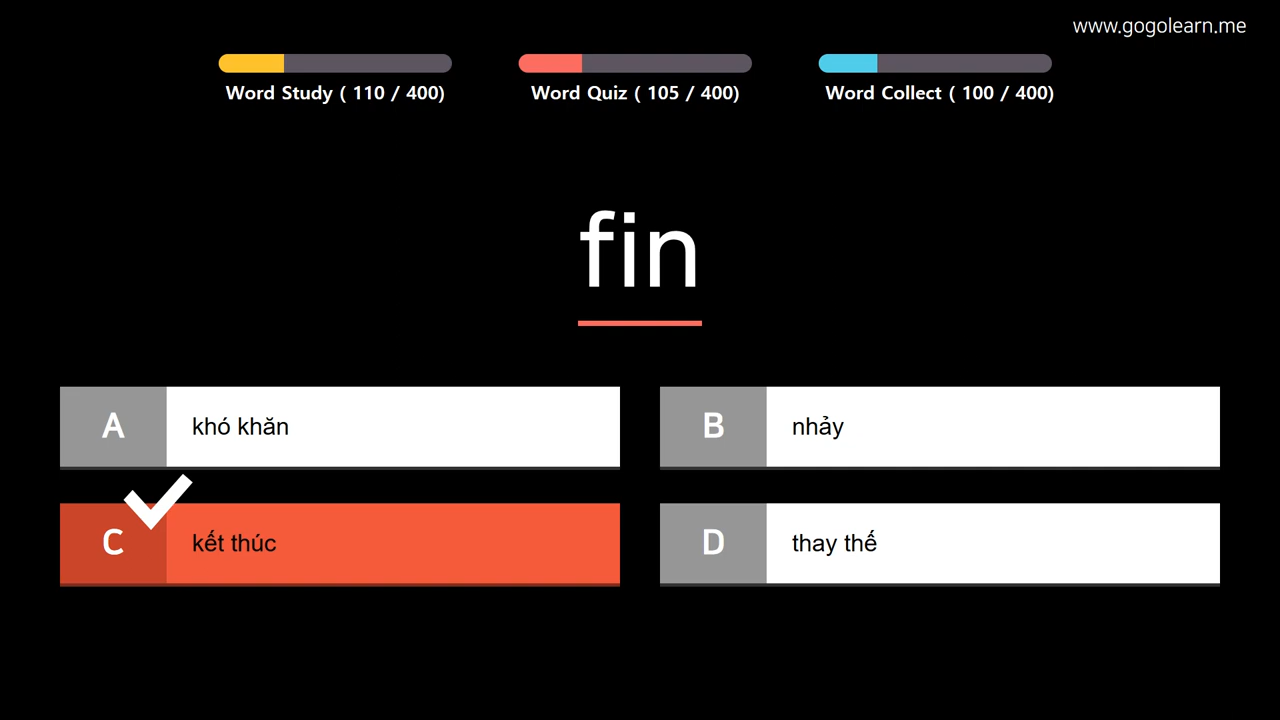 www.gogolearn.me
Word Study ( 110 / 400)
Word Quiz ( 105 / 400)
Word Collect ( 100 / 400)
fin
A khó khăn
B nhảy
C kết thúc
D thay thế